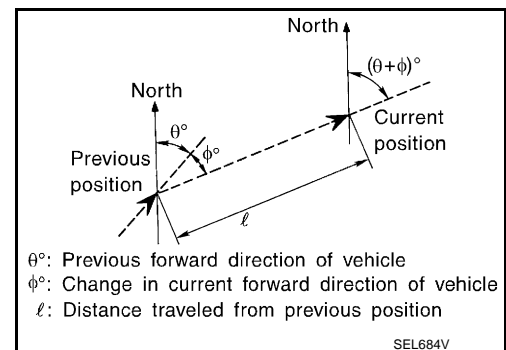 North
(θ+ϕ)°
North
θ°
ϕ°
Current
position
Previous
position
ℓ
θ°: Previous forward direction of vehicle
ϕ°: Change in current forward direction of vehicle
ℓ: Distance traveled from previous position
SEL684V